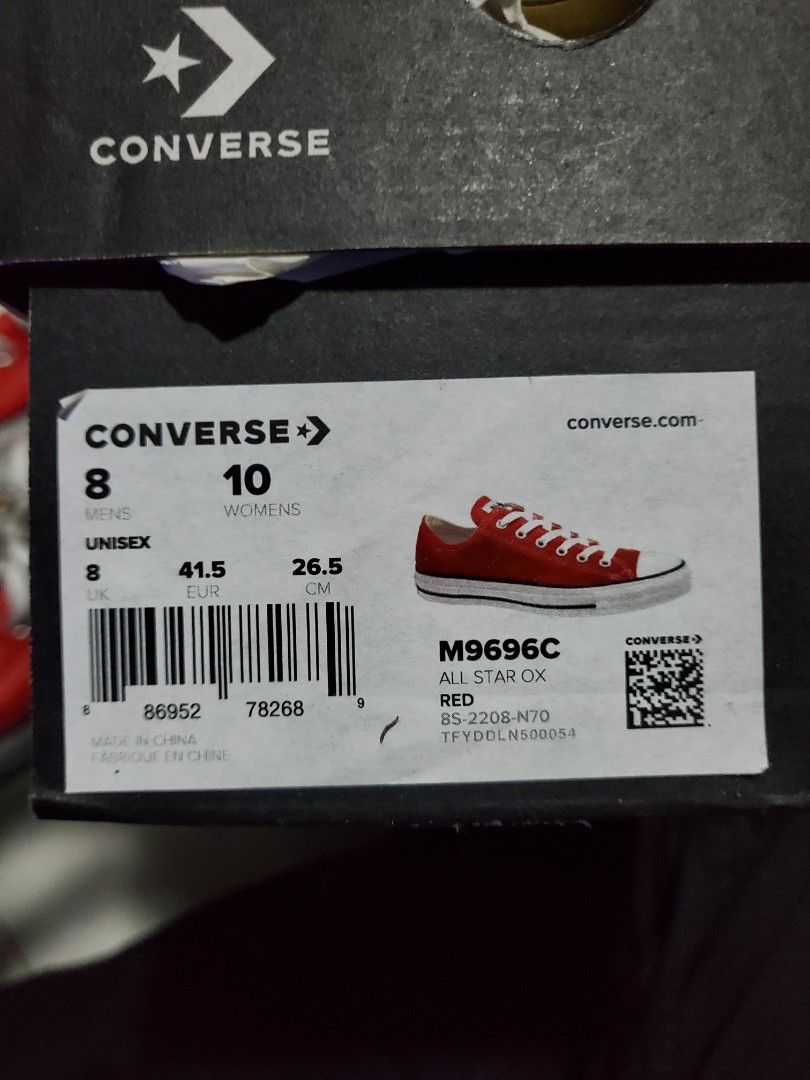 CONVERSE
CONVERSE
converse.com
8 10
MENS WOMENS
UNISEX
8 41.5 26.5
UK EUR CM
8 86952 78268 9
MADE IN CHINA
FABRIQUE EN CHINE
M9696C
ALL STAR OX
RED
8S-2208-N70
TFYDDLN500054
CONVERSE